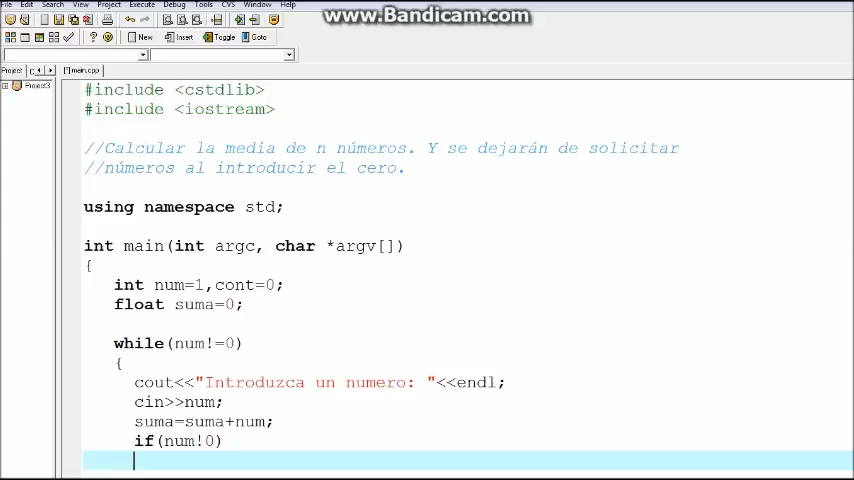 www.Bandicam.com
File Edit Search View Project Execute Debug Tools CVS Window Help
New Insert Toggle Goto
Project
[*] main.cpp
Project3
#include <cstdlib>
#include <iostream>
//Calcular la media de n números. Y se dejarán de solicitar
//números al introducir el cero.
using namespace std;
int main(int argc, char *argv[])
{
int num=1,cont=0;
float suma=0;
while(num!=0)
{
cout<<"Introduzca un numero: "<<endl;
cin>>num;
suma=suma+num;
if(num!0)